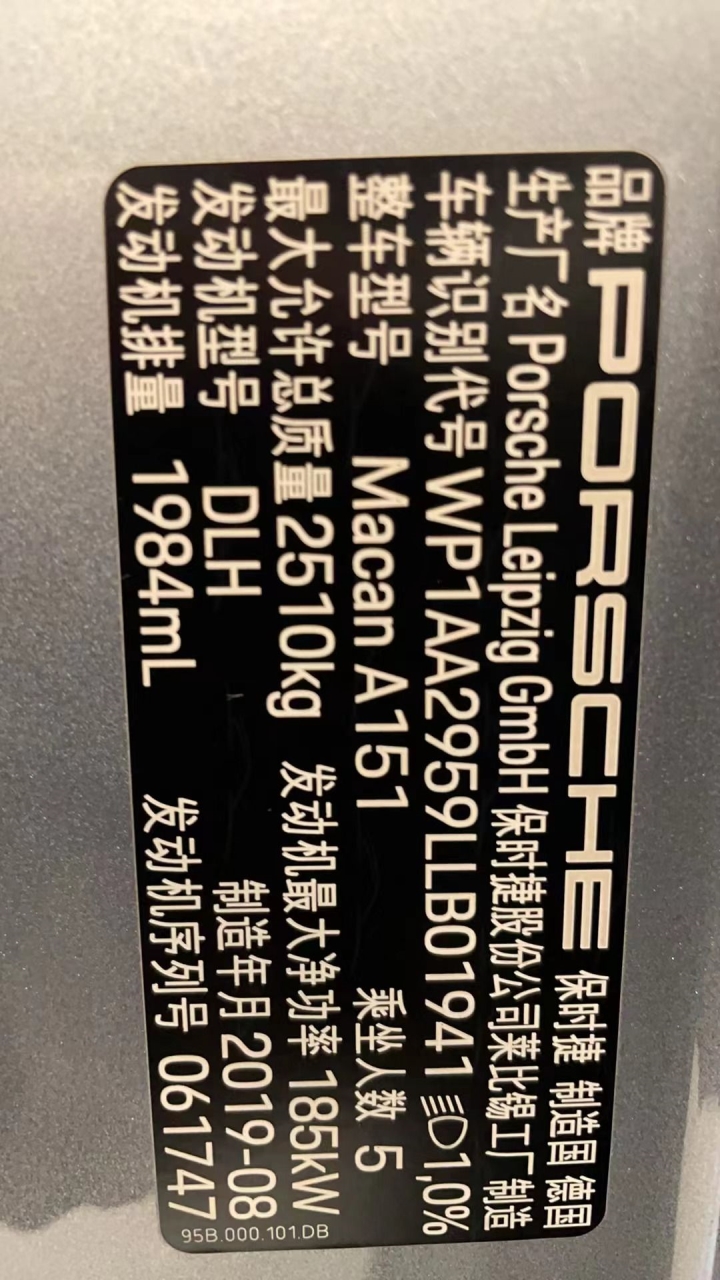 品牌 PORSCHE 保时捷 制造国 德国
生产厂名 Porsche Leipzig GmbH 保时捷股份公司莱比锡工厂制造
车辆识别代号 WP1AA2959LLB01941 1,0%
整车型号 Macan A151 乘坐人数 5
最大允许总质量 2510kg 发动机最大净功率 185kW
发动机型号 DLH 制造年月 2019-08
发动机排量 1984mL 发动机序列号 061747
95B.000.101.DB